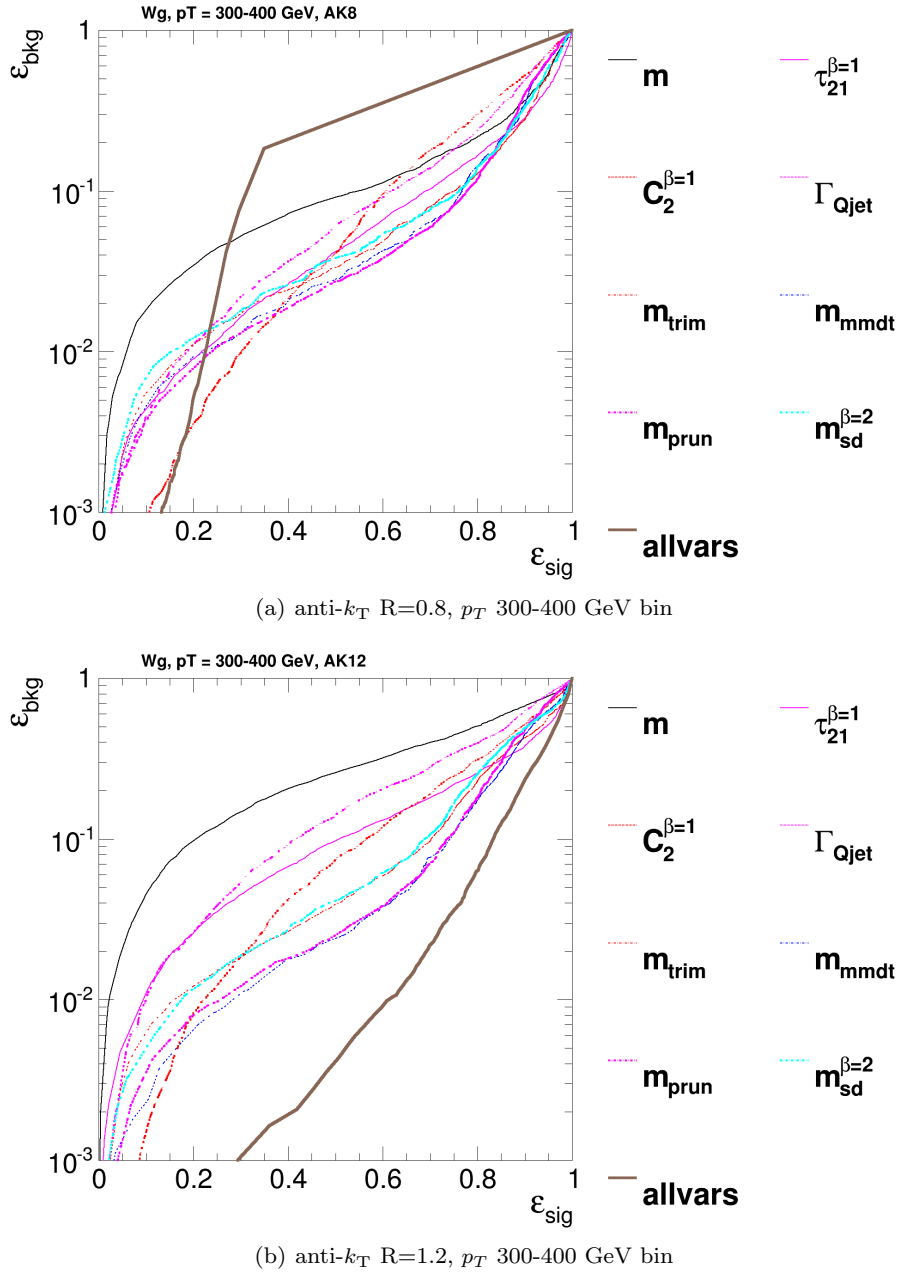 Wg, pT = 300-400 GeV, AK8
ε_bkg
1
10^-1
10^-2
10^-3
0 0.2 0.4 0.6 0.8 1
ε_sig
m τ_21^β=1
C_2^β=1 Γ_Qjet
m_trim m_mmdt
m_prun m_sd^β=2
allvars
(a) anti-k_T R=0.8, p_T 300-400 GeV bin
Wg, pT = 300-400 GeV, AK12
ε_bkg
1
10^-1
10^-2
10^-3
0 0.2 0.4 0.6 0.8 1
ε_sig
m τ_21^β=1
C_2^β=1 Γ_Qjet
m_trim m_mmdt
m_prun m_sd^β=2
allvars
(b) anti-k_T R=1.2, p_T 300-400 GeV bin